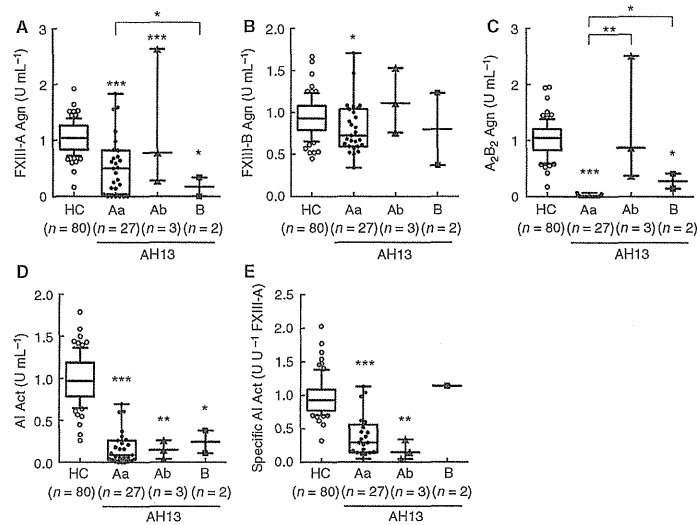 A
FXIII-A Agn (U mL⁻¹)
3
2
1
0
*
***
***
*
HC
Aa
Ab
B
(n = 80)(n = 27)(n = 3)(n = 2)
AH13
B
FXIII-B Agn (U mL⁻¹)
2.0
1.5
1.0
0.5
0.0
*
HC
Aa
Ab
B
(n = 80)(n = 27)(n = 3)(n = 2)
AH13
C
A₂B₂ Agn (U mL⁻¹)
3
2
1
0
*
**
***
*
HC
Aa
Ab
B
(n = 80)(n = 27)(n = 3)(n = 2)
AH13
D
AI Act (U mL⁻¹)
2.0
1.5
1.0
0.5
0.0
***
**
*
HC
Aa
Ab
B
(n = 80)(n = 27)(n = 3)(n = 2)
AH13
E
Specific AI Act (U U⁻¹ FXIII-A)
2.5
2.0
1.5
1.0
0.5
0.0
***
**
HC
Aa
Ab
B
(n = 80)(n = 27)(n = 3)(n = 2)
AH13